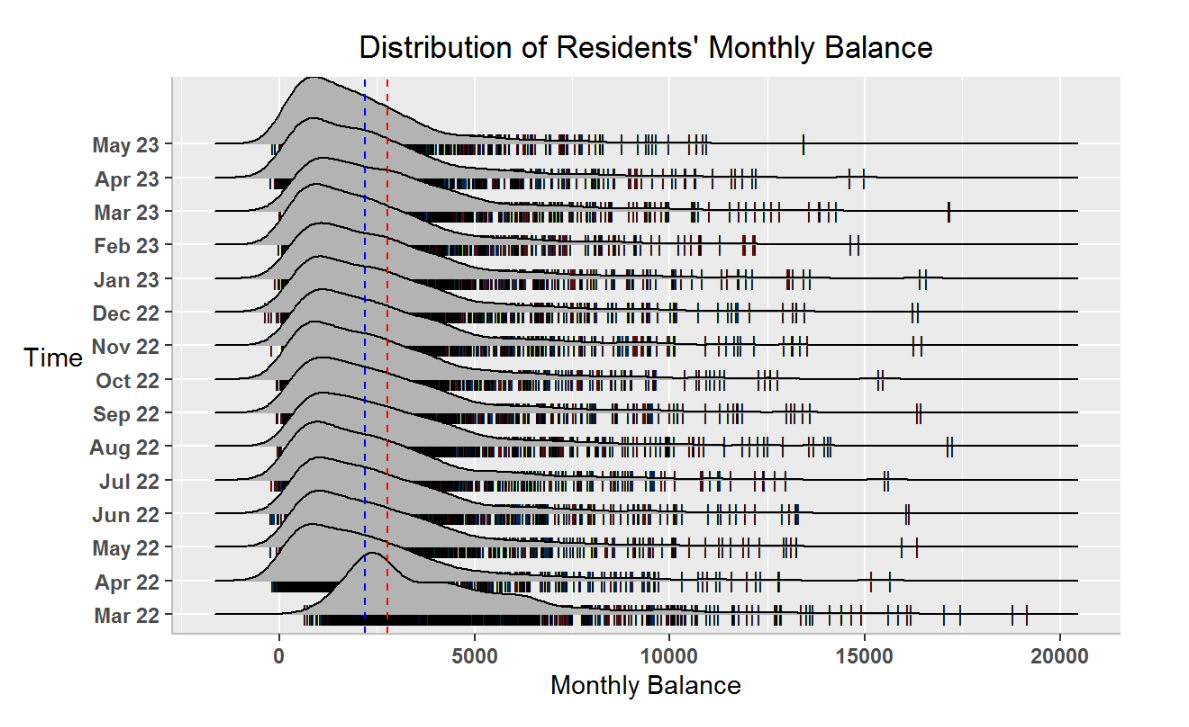 Distribution of Residents' Monthly Balance
May 23
Apr 23
Mar 23
Feb 23
Jan 23
Dec 22
Nov 22
Oct 22
Sep 22
Aug 22
Jul 22
Jun 22
May 22
Apr 22
Mar 22
Time
0 5000 10000 15000 20000
Monthly Balance